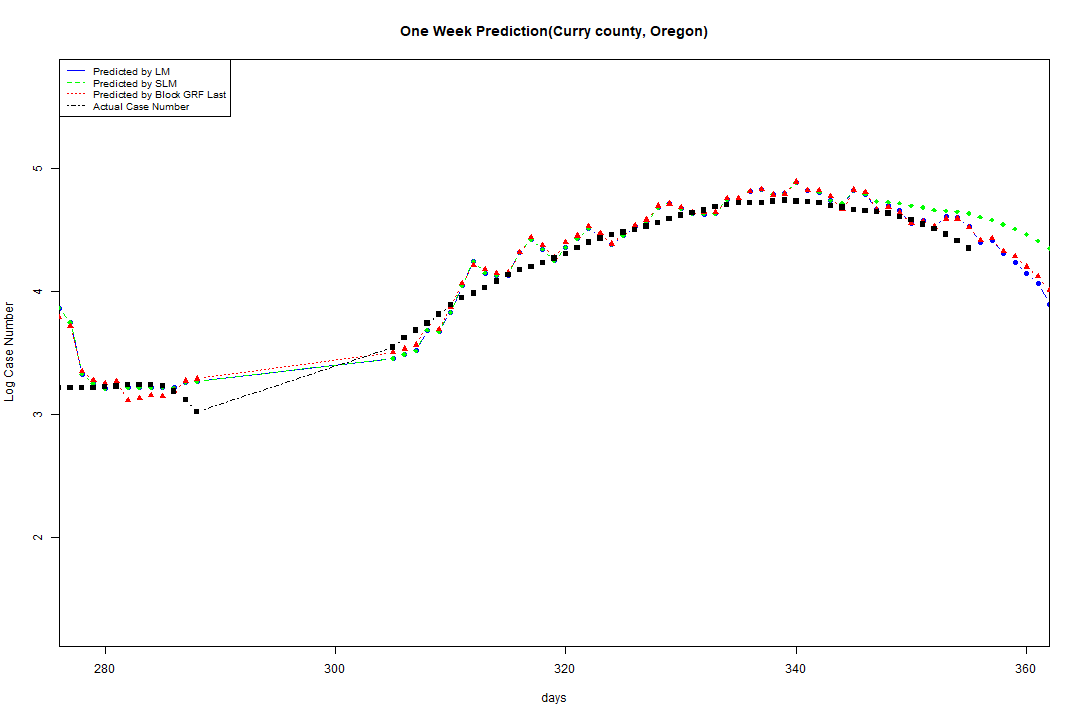 One Week Prediction(Curry county, Oregon)
Predicted by LM
Predicted by SLM
Predicted by Block GRF Last
Actual Case Number
5
4
3
2
Log Case Number
280 300 320 340 360
days